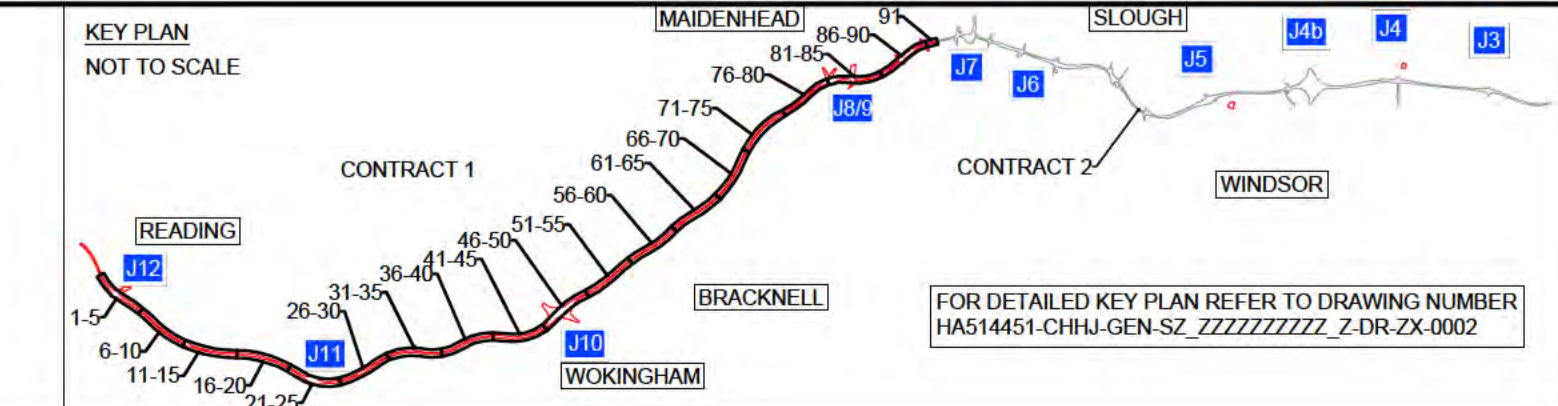 KEY PLAN
NOT TO SCALE
MAIDENHEAD
91
SLOUGH
86-90
81-85
76-80
71-75
66-70
61-65
56-60
51-55
46-50
41-45
36-40
31-35
26-30
21-25
16-20
11-15
6-10
1-5
J7
J6
J5
J4b
J4
J3
J8/9
CONTRACT 1
CONTRACT 2
WINDSOR
READING
J12
J11
J10
BRACKNELL
WOKINGHAM
FOR DETAILED KEY PLAN REFER TO DRAWING NUMBER
HA514451-CHHJ-GEN-SZ_ZZZZZZZZZZ_Z-DR-ZX-0002